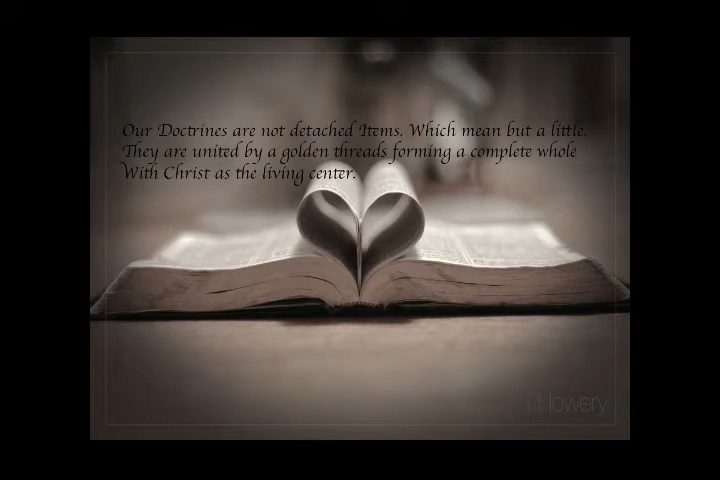 Our Doctrines are not detached Items. Which mean but a little.
They are united by a golden threads forming a complete whole
With Christ as the living center.
lowery